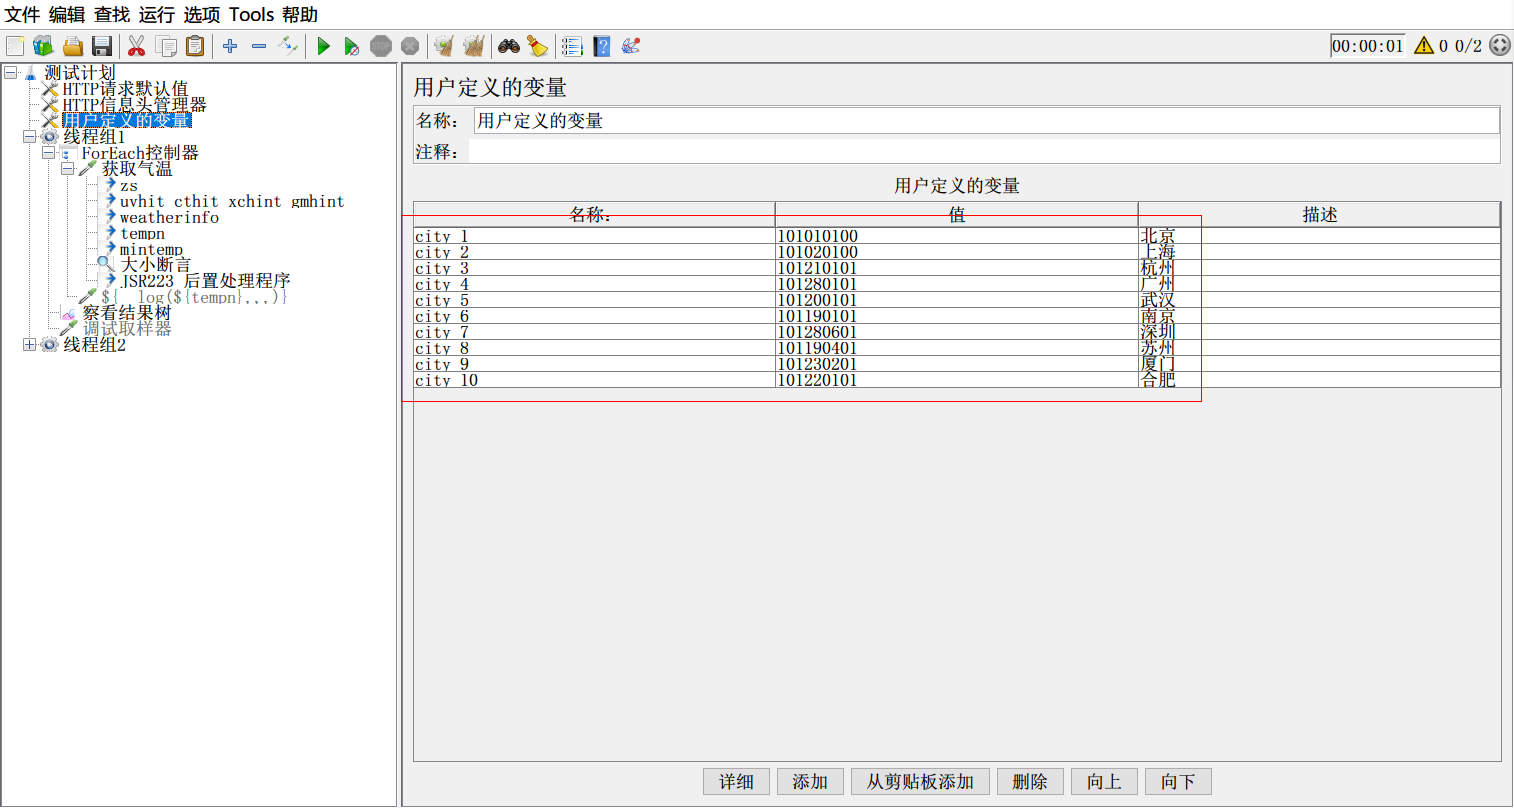 文件 编辑 查找 运行 选项 Tools 帮助
STOP
00:00:01 0 0/2
测试计划
HTTP请求默认值
HTTP信息头管理器
用户定义的变量
线程组1
ForEach控制器
获取气温
zs
uvhit cthit xchint gmhint
weatherinfo
tempn
mintemp
大小断言
JSR223 后置处理程序
${__log(${tempn},,,)}
察看结果树
调试取样器
线程组2
用户定义的变量
名称： 用户定义的变量
注释：
用户定义的变量
名称： 值 描述
city_1 101010100 北京
city_2 101020100 上海
city_3 101210101 杭州
city_4 101280101 广州
city_5 101200101 武汉
city_6 101190101 南京
city_7 101280601 深圳
city_8 101190401 苏州
city_9 101230201 厦门
city_10 101220101 合肥
详细 添加 从剪贴板添加 删除 向上 向下